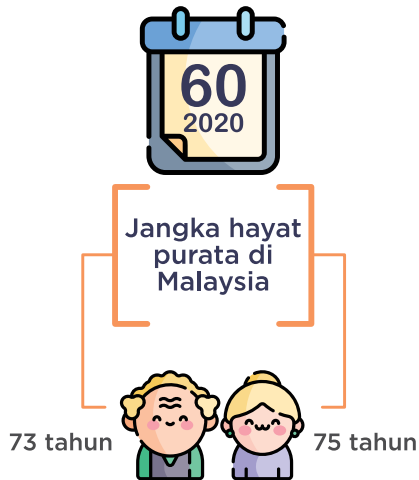 60
2020
Jangka hayat
purata di
Malaysia
73 tahun
75 tahun